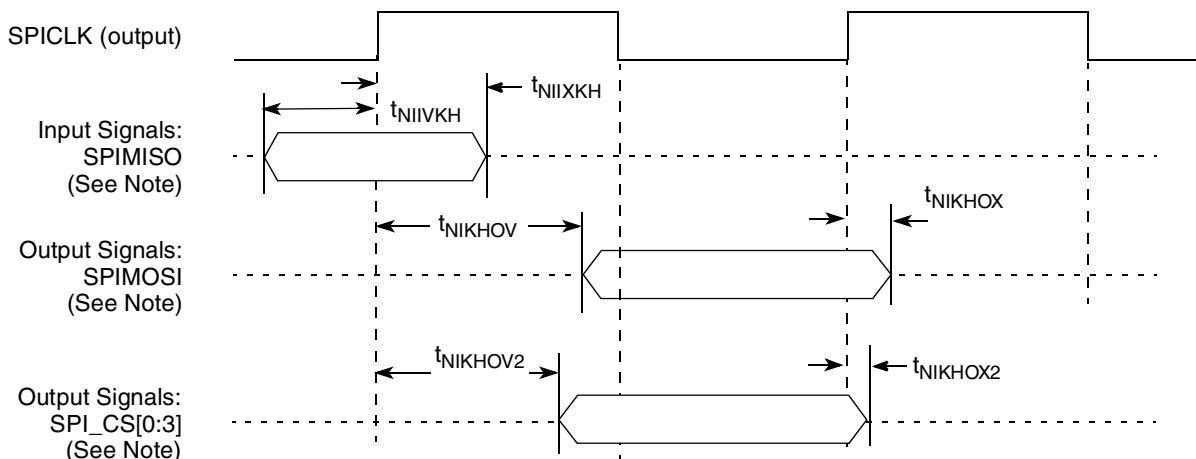 SPICLK (output)
tNIIXKH
tNIIVKH
Input Signals:
SPIMISO
(See Note)
tNIKHOX
tNIKHOV
Output Signals:
SPIMOSI
(See Note)
tNIKHOV2
tNIKHOX2
Output Signals:
SPI_CS[0:3]
(See Note)